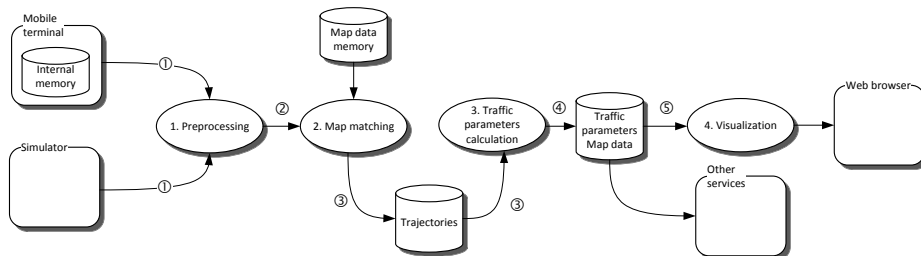 Mobile
terminal
Internal
memory
①
Simulator
①
1. Preprocessing
②
Map data
memory
2. Map matching
③
Trajectories
③
3. Traffic
parameters
calculation
④
Traffic
parameters
Map data
⑤
4. Visualization
Web browser
Other
services